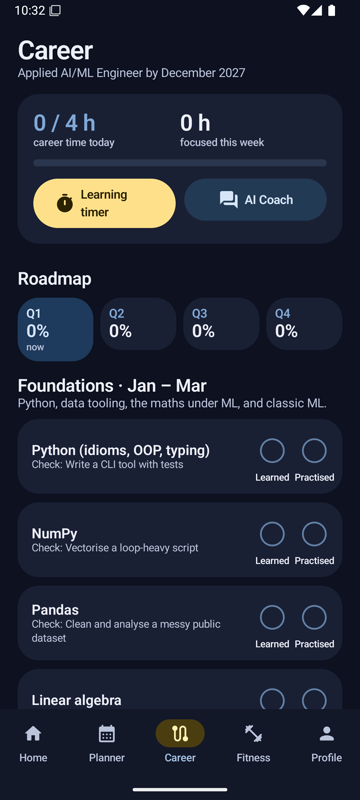 10:32
Career
Applied AI/ML Engineer by December 2027
0 / 4 h
career time today
0 h
focused this week
Learning
timer
AI Coach
Roadmap
Q1
0%
now
Q2
0%
Q3
0%
Q4
0%
Foundations · Jan – Mar
Python, data tooling, the maths under ML, and classic ML.
Python (idioms, OOP, typing)
Check: Write a CLI tool with tests
Learned
Practised
NumPy
Check: Vectorise a loop-heavy script
Learned
Practised
Pandas
Check: Clean and analyse a messy public
dataset
Learned
Practised
Linear algebra
Home
Planner
Career
Fitness
Profile